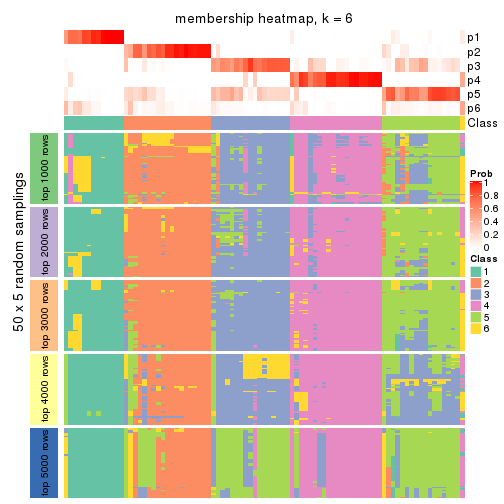 membership heatmap, k = 6
p1
p2
p3
p4
p5
p6
Class
50 x 5 random samplings
top 1000 rows
top 2000 rows
top 3000 rows
top 4000 rows
top 5000 rows
Prob
1
0.8
0.6
0.4
0.2
0
Class
1
2
3
4
5
6